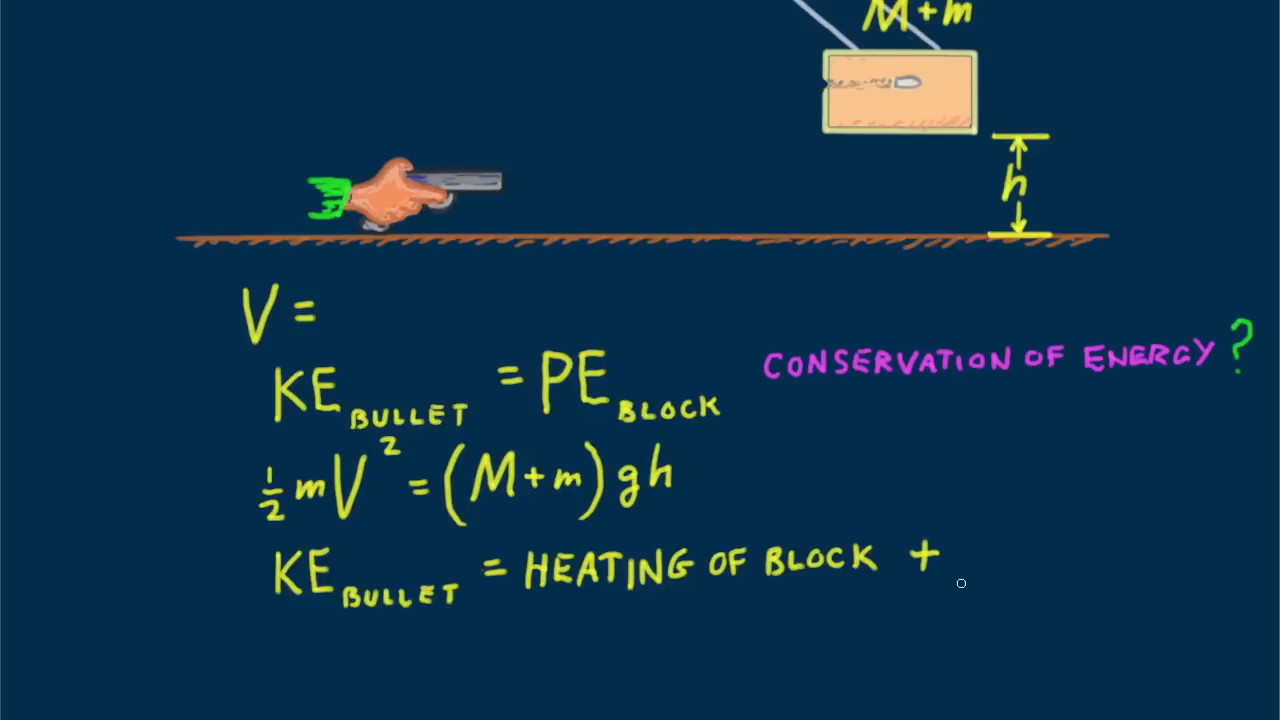 M+m
h
V =
KE BULLET = PE BLOCK
CONSERVATION OF ENERGY?
½ mV² = (M+m)gh
KE BULLET = HEATING OF BLOCK +